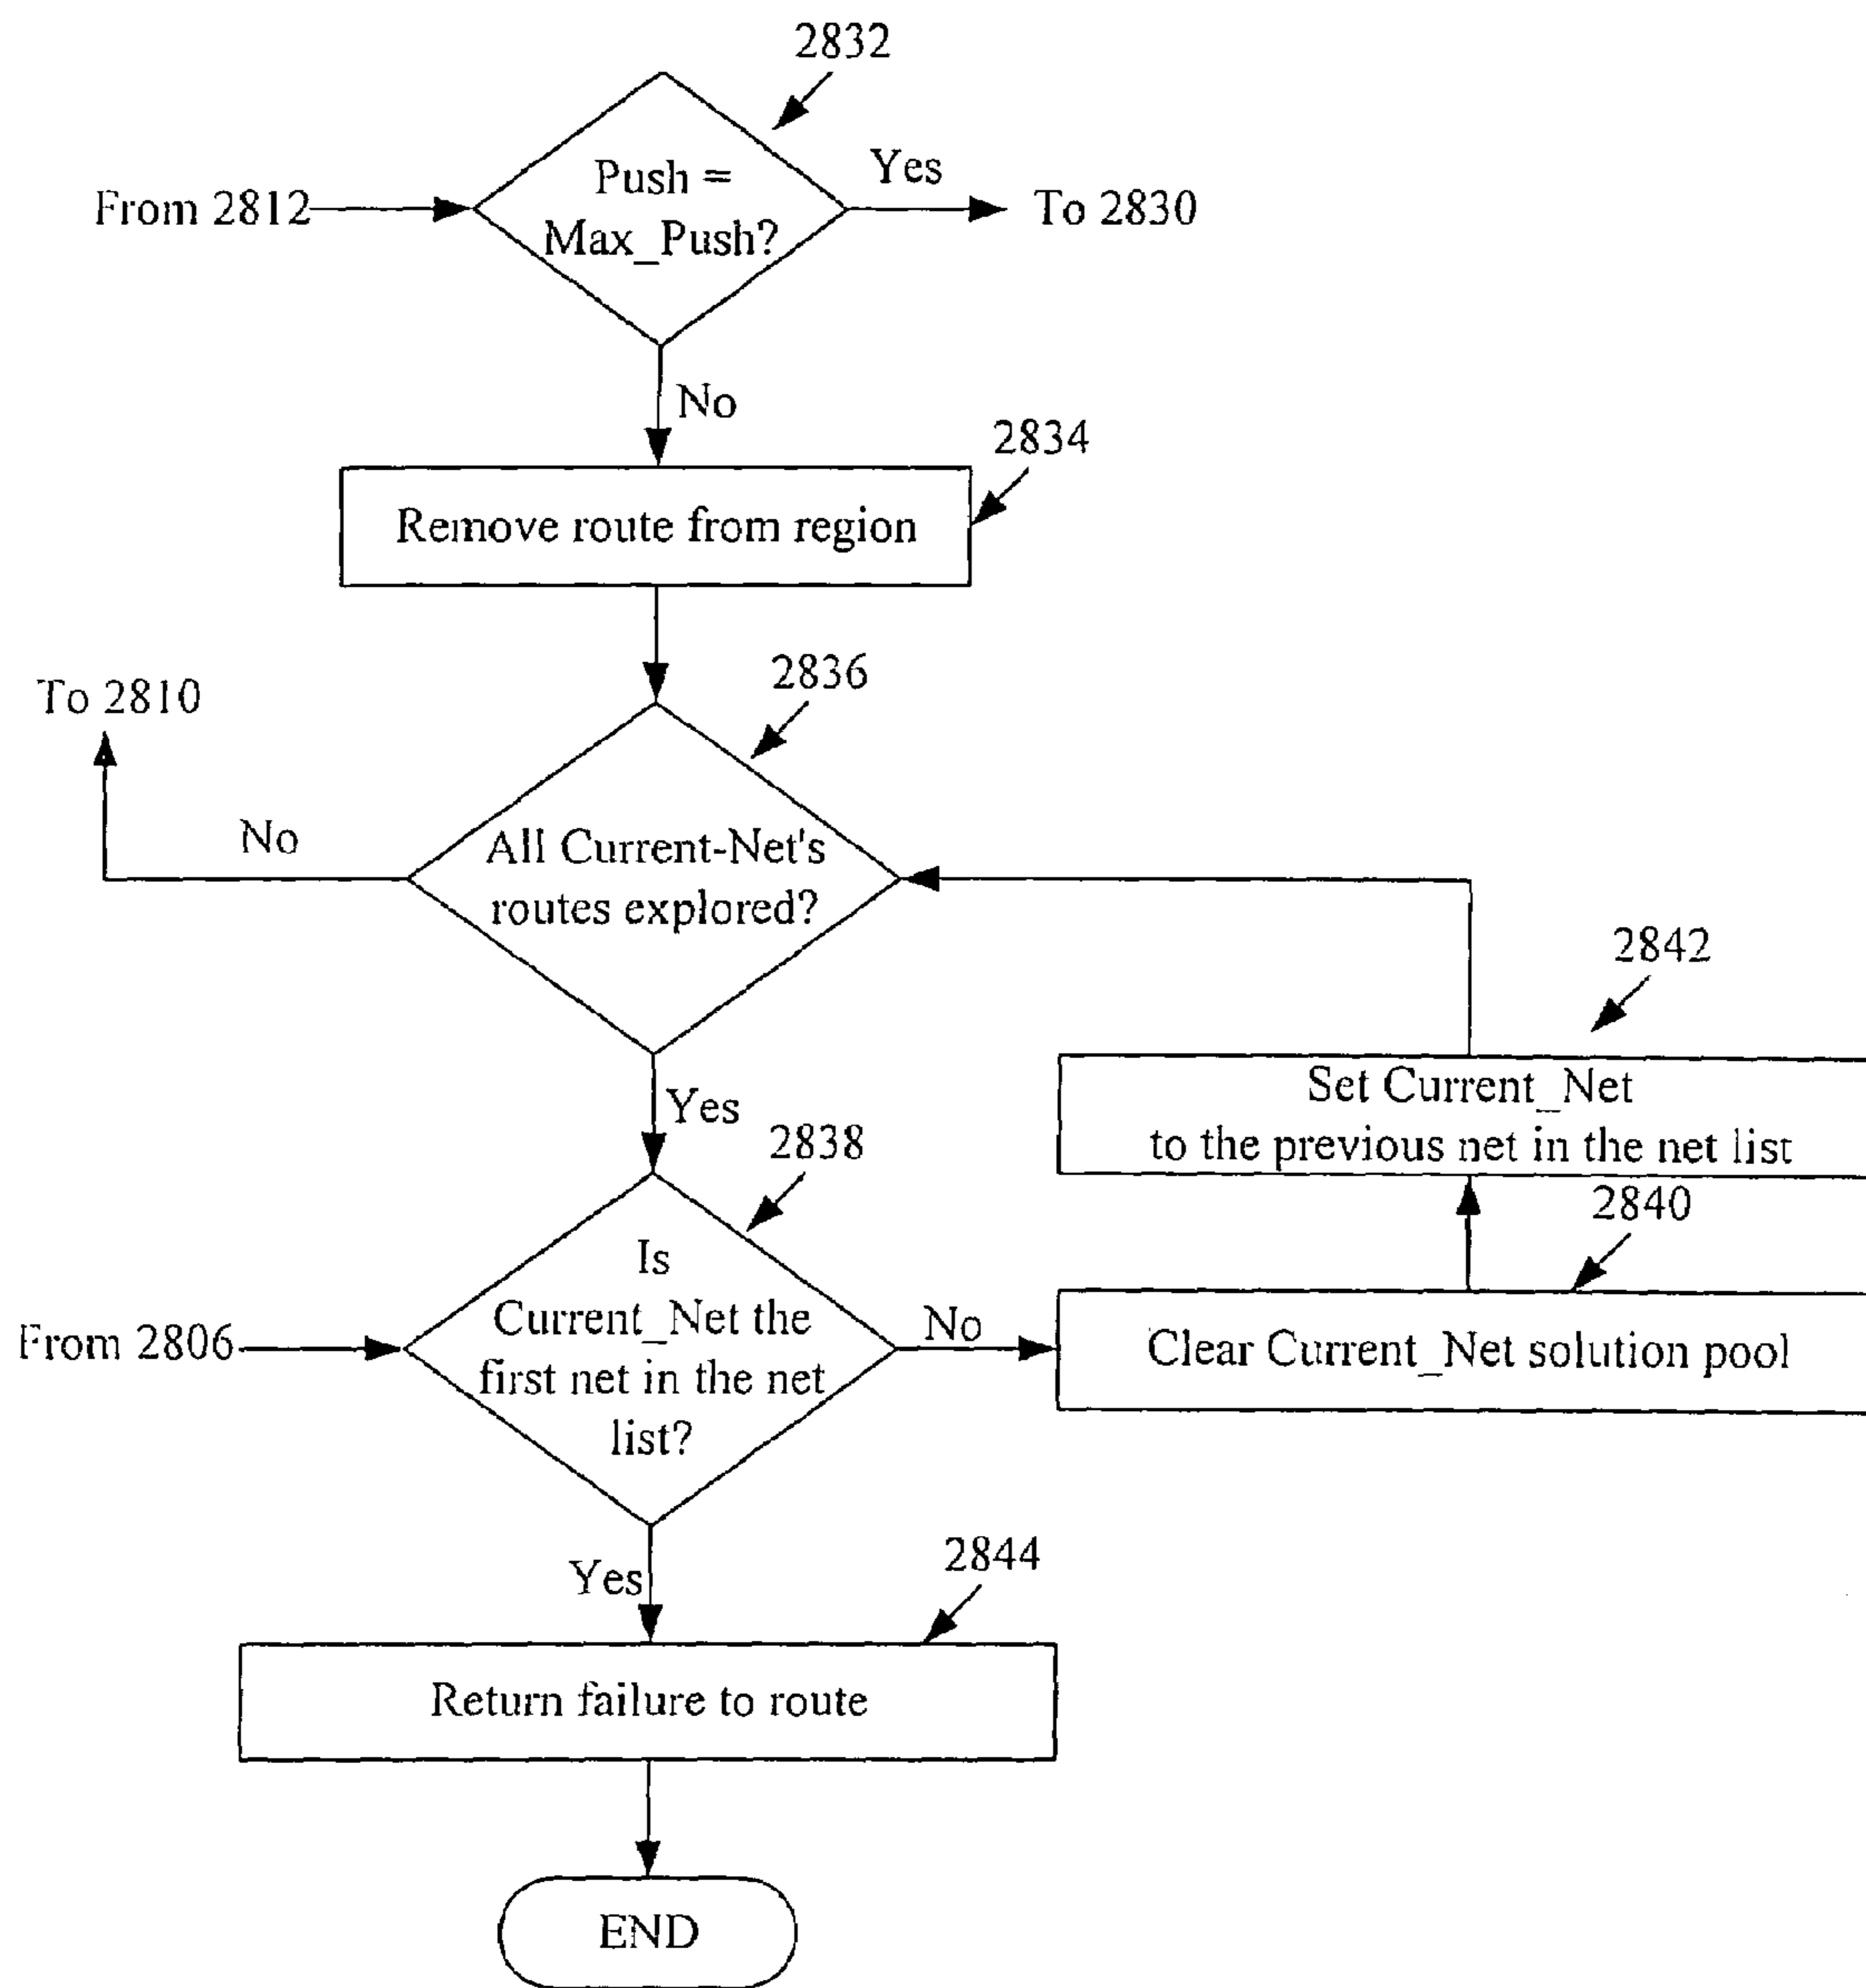 2832
Push =
Max_Push?
Yes
From 2812
To 2830
No
2834
Remove route from region
2836
To 2810
No
All Current-Net's
routes explored?
2842
Set Current_Net
to the previous net in the net list
Yes
2838
2840
Is
Current_Net the
first net in the net
list?
From 2806
No
Clear Current_Net solution pool
Yes
2844
Return failure to route
END